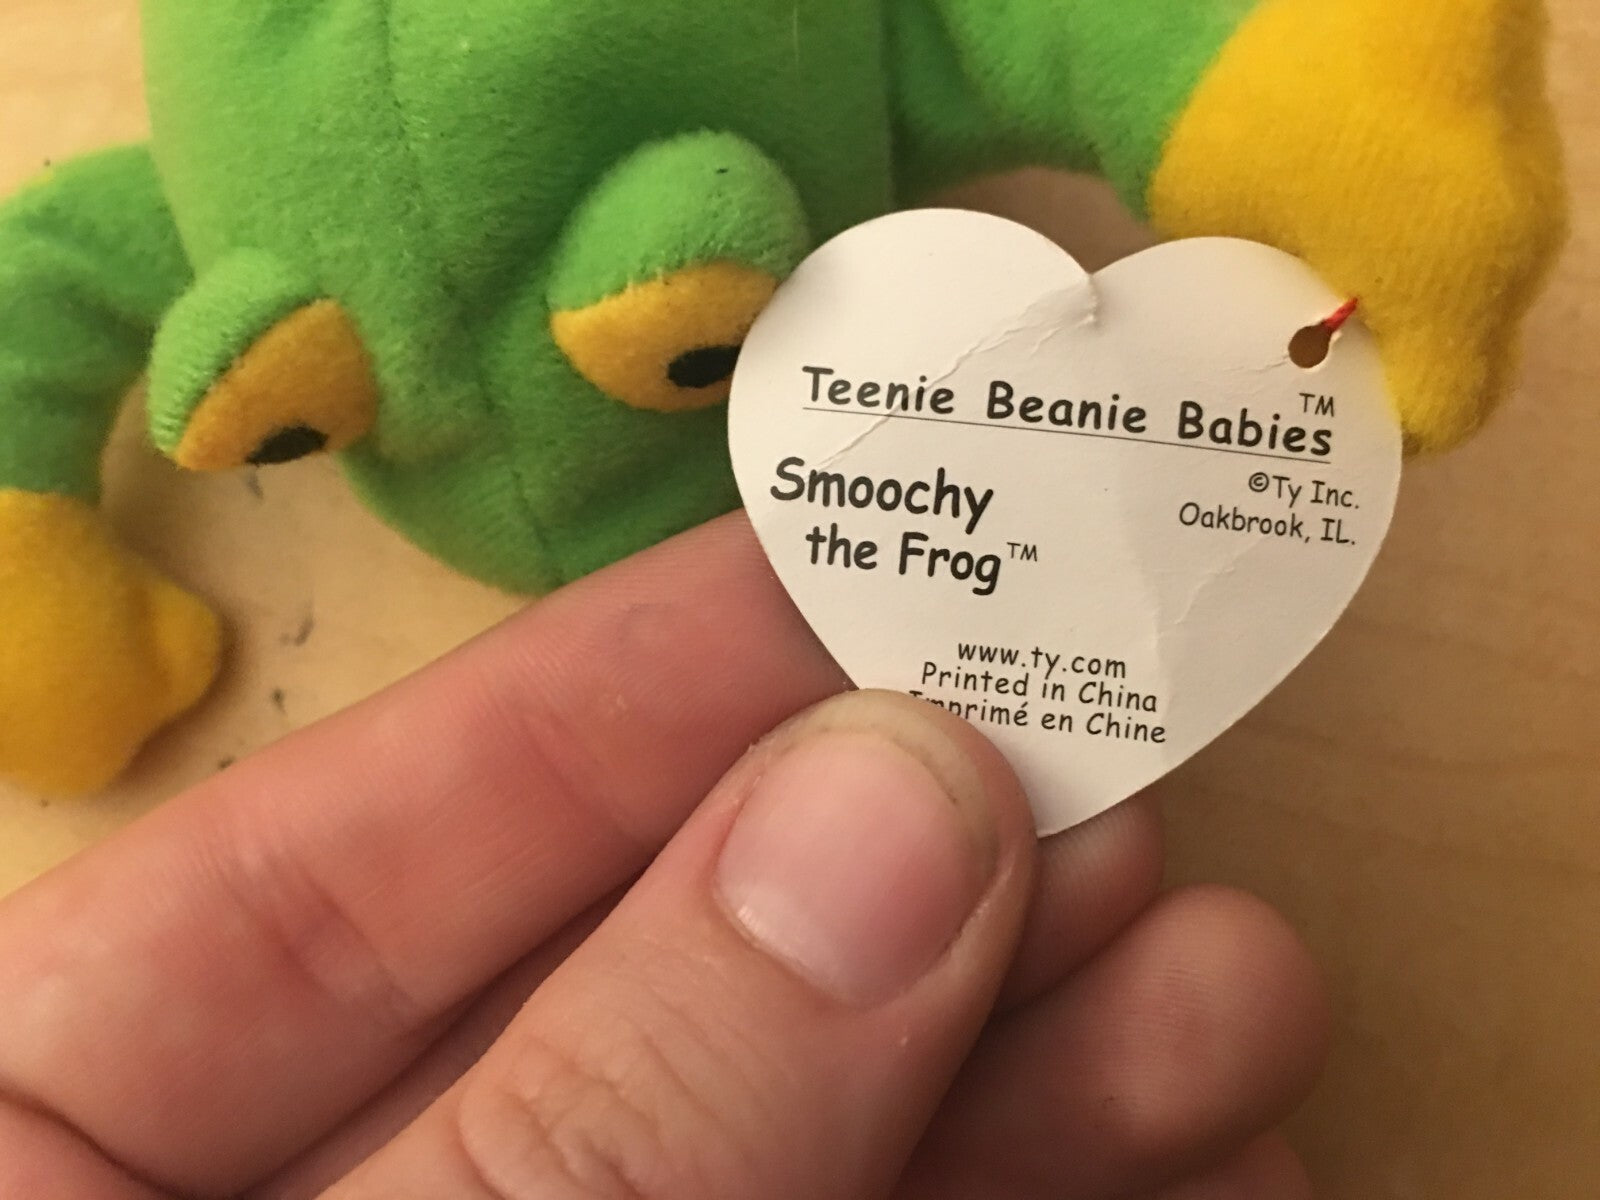 Teenie Beanie Babies™
©Ty Inc.
Oakbrook, IL.
Smoochy
the Frog™
www.ty.com
Printed in China
Imprimé en Chine